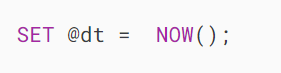 SET @dt =  NOW();